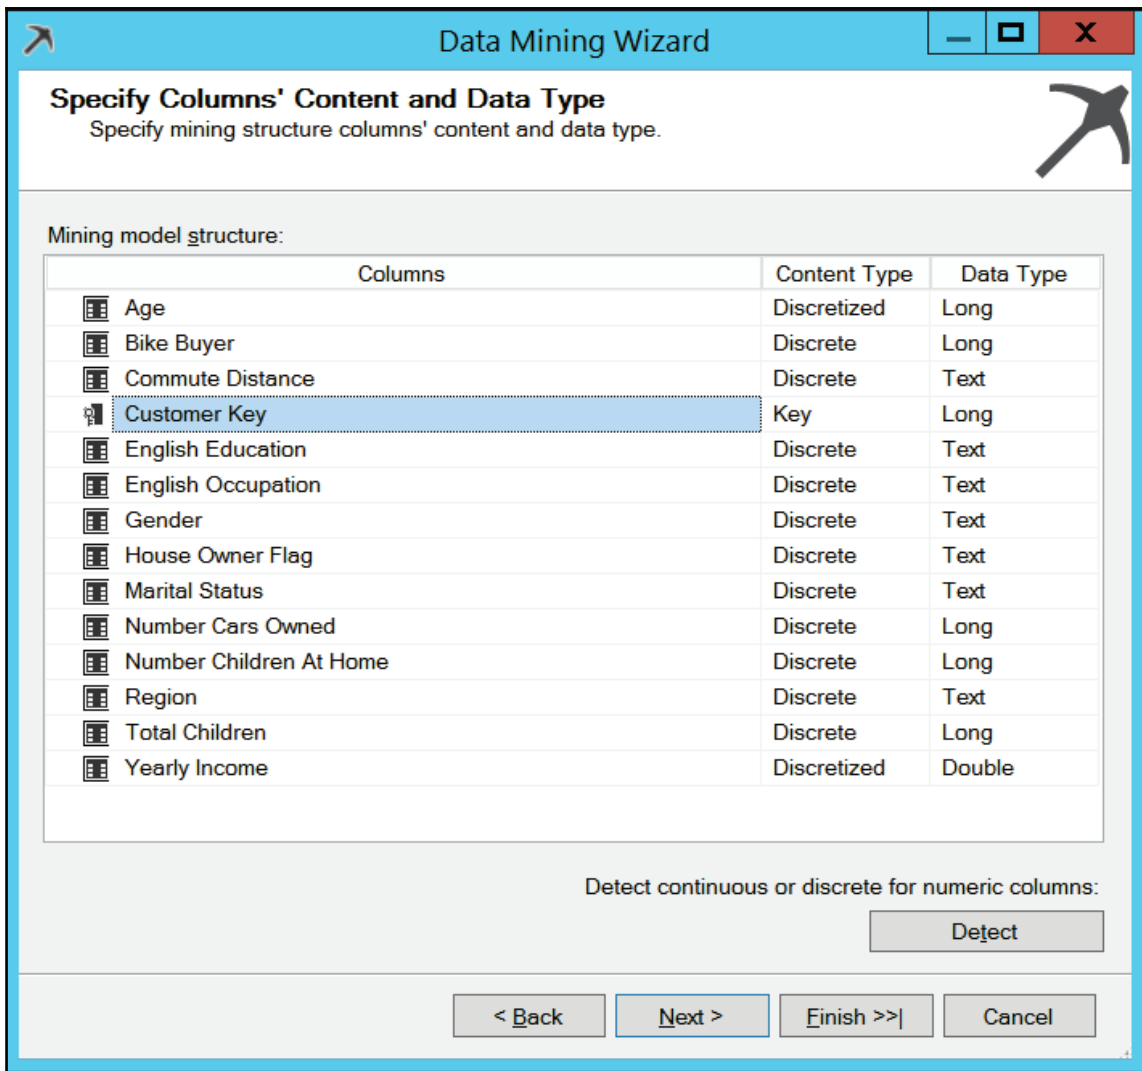 Data Mining Wizard
Specify Columns' Content and Data Type
Specify mining structure columns' content and data type.
Mining model structure:
Columns Content Type Data Type
Age Discretized Long
Bike Buyer Discrete Long
Commute Distance Discrete Text
Customer Key Key Long
English Education Discrete Text
English Occupation Discrete Text
Gender Discrete Text
House Owner Flag Discrete Text
Marital Status Discrete Text
Number Cars Owned Discrete Long
Number Children At Home Discrete Long
Region Discrete Text
Total Children Discrete Long
Yearly Income Discretized Double
Detect continuous or discrete for numeric columns:
Detect
< Back Next > Finish >>| Cancel